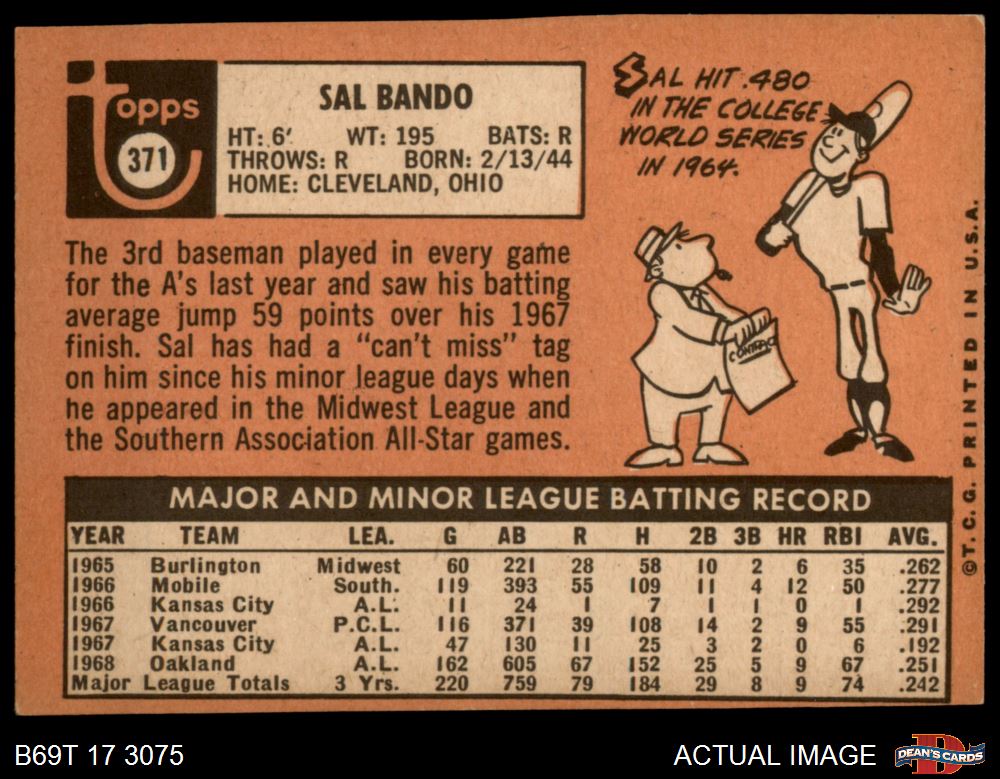 topps
371
SAL BANDO
HT: 6' WT: 195 BATS: R
THROWS: R BORN: 2/13/44
HOME: CLEVELAND, OHIO
SAL HIT .480
IN THE COLLEGE
WORLD SERIES
IN 1964.
CONTRACT
The 3rd baseman played in every game
for the A's last year and saw his batting
average jump 59 points over his 1967
finish. Sal has had a "can't miss" tag
on him since his minor league days when
he appeared in the Midwest League and
the Southern Association All-Star games.
MAJOR AND MINOR LEAGUE BATTING RECORD
YEAR TEAM LEA. G AB R H 2B 3B HR RBI AVG.
1965 Burlington Midwest 60 221 28 58 10 2 6 35 .262
1966 Mobile South. 119 393 55 109 11 4 12 50 .277
1966 Kansas City A.L. 11 24 1 7 1 1 0 1 .292
1967 Vancouver P.C.L. 116 371 39 108 14 2 9 55 .291
1967 Kansas City A.L. 47 130 11 25 3 2 0 6 .192
1968 Oakland A.L. 162 605 67 152 25 5 9 67 .251
Major League Totals 3 Yrs. 220 759 79 184 29 8 9 74 .242
©T.C.G. PRINTED IN U.S.A.
B69T 17 3075
ACTUAL IMAGE
D
DEAN'S CARDS